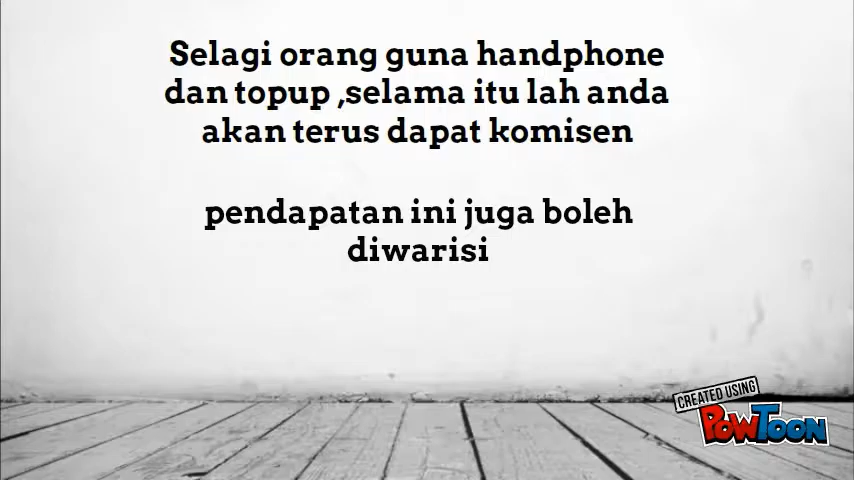 Selagi orang guna handphone
dan topup ,selama itu lah anda
akan terus dapat komisen
pendapatan ini juga boleh
diwarisi
CREATED USING
POWTOON